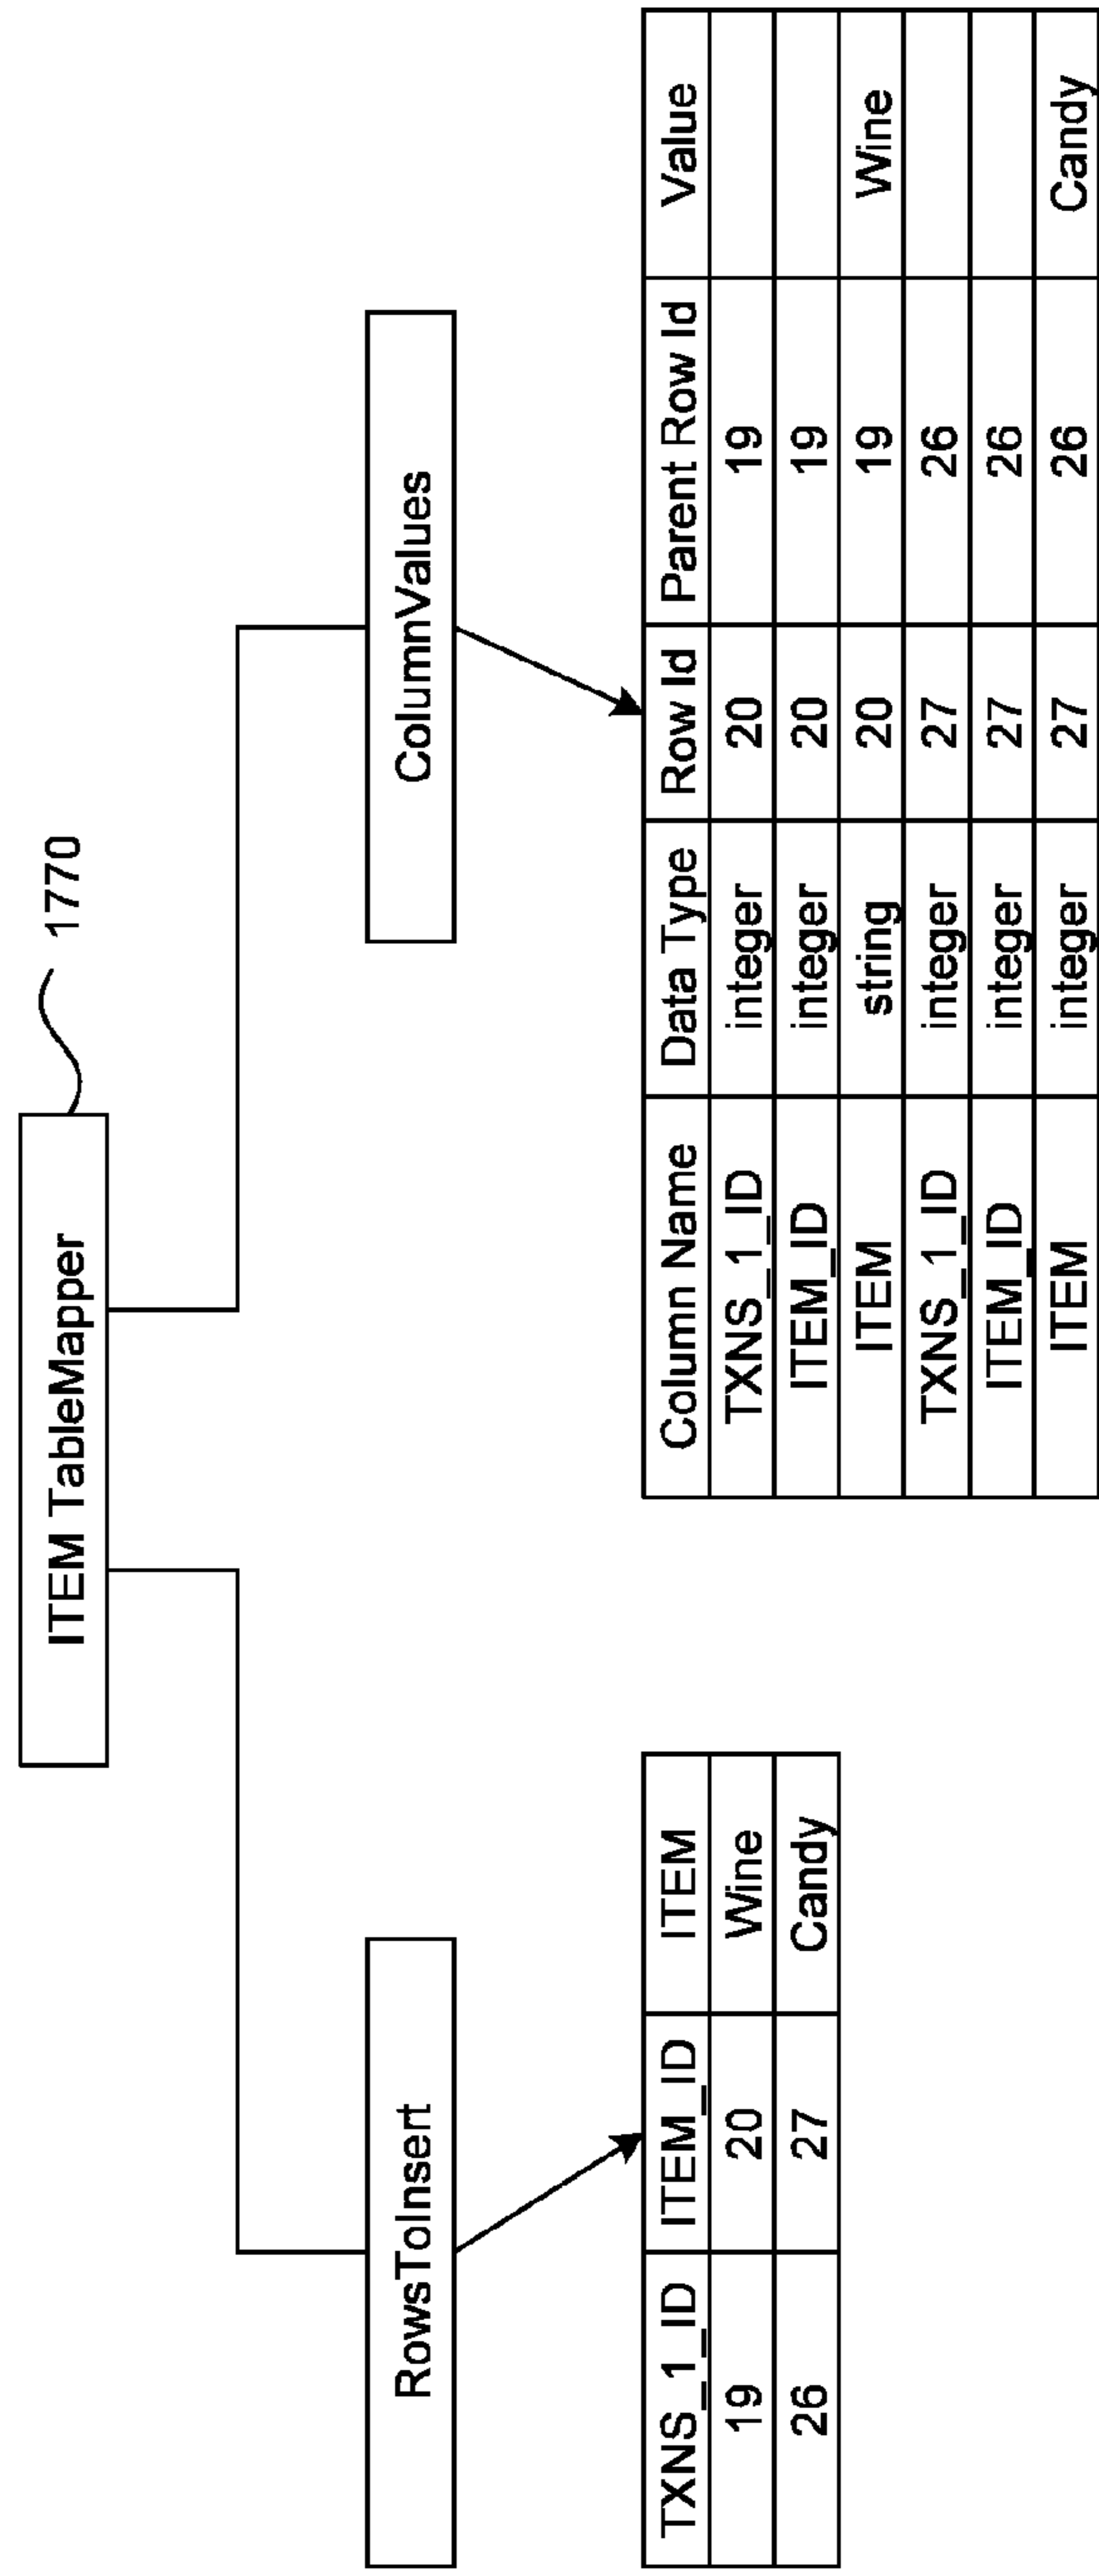 ITEM TableMapper
1770
RowsToInsert
ColumnValues
TXNS_1_ID ITEM_ID ITEM
19 20 Wine
26 27 Candy
Column Name Data Type Row Id Parent Row Id Value
TXNS_1_ID integer 20 19
ITEM_ID integer 20 19
ITEM string 20 19 Wine
TXNS_1_ID integer 27 26
ITEM_ID integer 27 26
ITEM integer 27 26 Candy